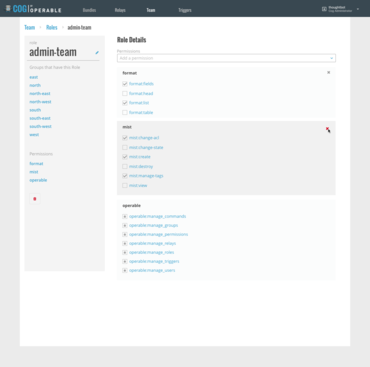 COG BY OPERABLE
Bundles
Relays
Team
Triggers
Team
Roles
admin-team
ROLE
admin-team
Groups that have this Role
east
north
north-east
north-west
south
south-east
south-west
west
Permissions
format
mist
operable
Role Details
Permissions
Add a permission
format
format:fields
format:head
format:list
format:table
mist
mist:change-acl
mist:change-state
mist:create
mist:destroy
mist:manage-tags
mist:view
operable
operable:manage_commands
operable:manage_groups
operable:manage_permissions
operable:manage_relays
operable:manage_roles
operable:manage_triggers
operable:manage_users